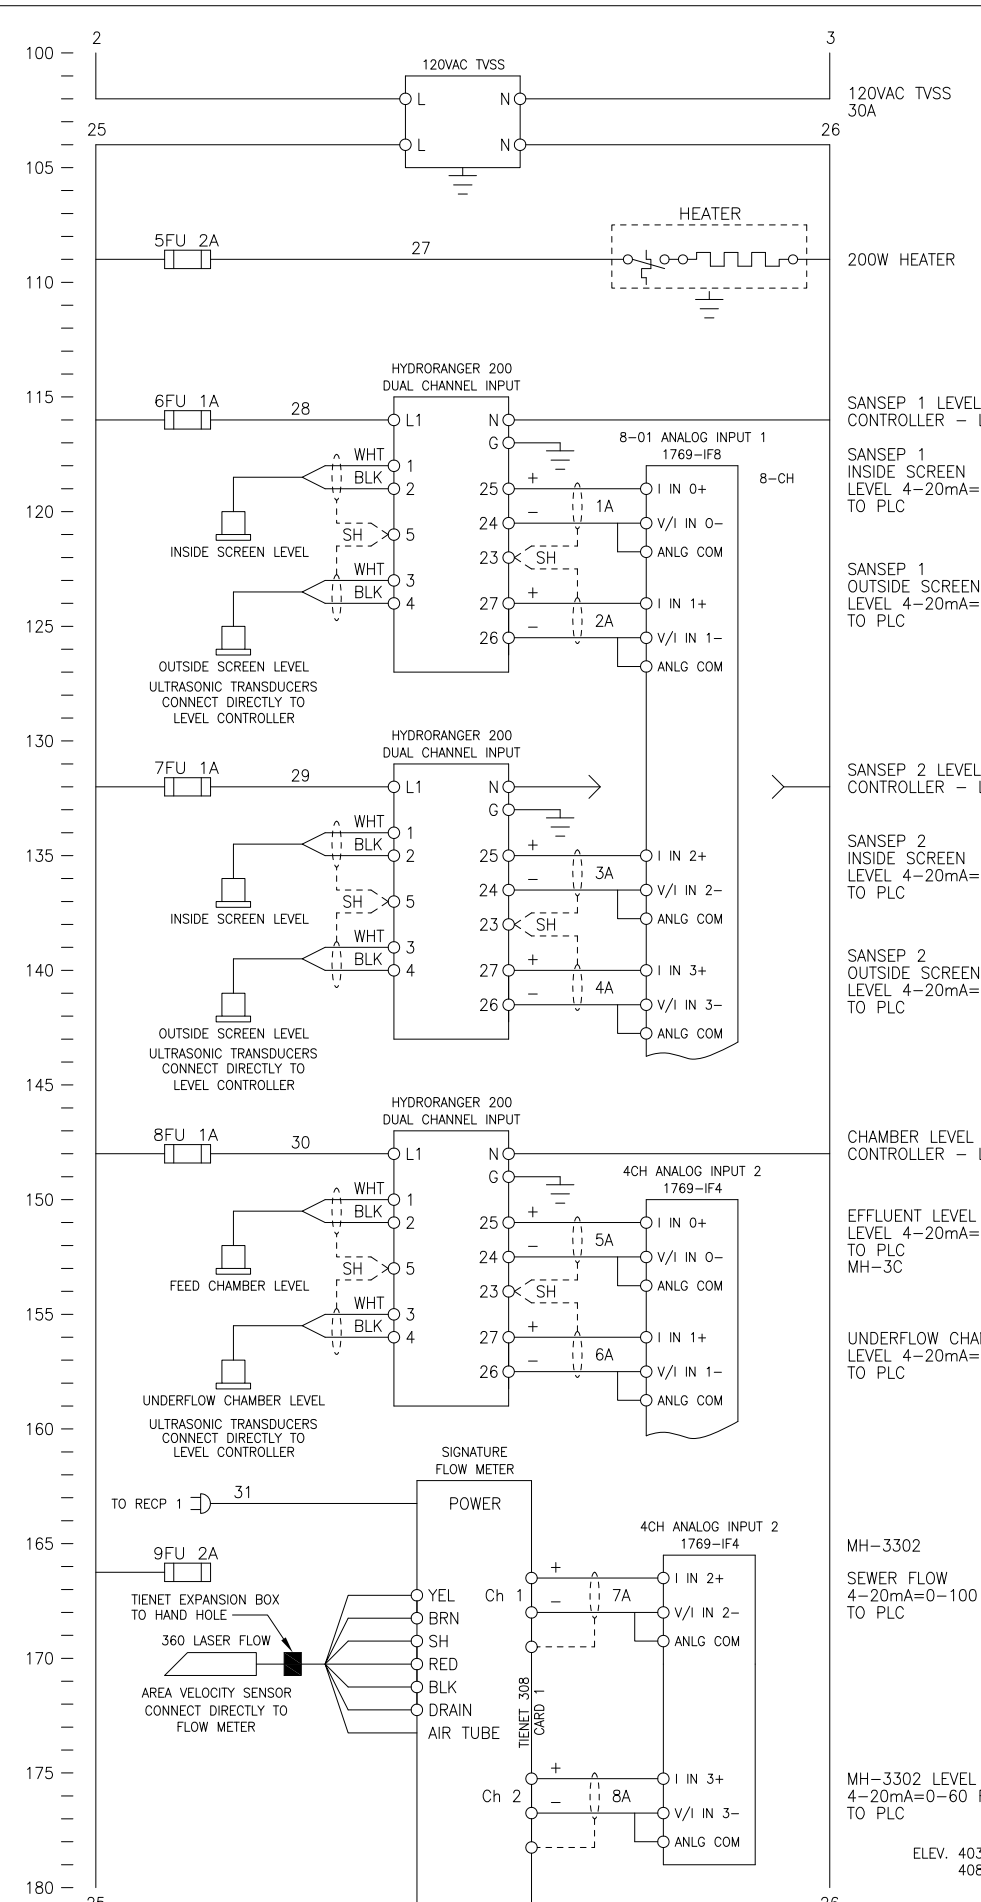 2
3
100
120VAC TVSS
L
N
120VAC TVSS
30A
25
26
L
N
105
HEATER
5FU 2A
27
200W HEATER
110
HYDRORANGER 200
DUAL CHANNEL INPUT
115
6FU 1A
28
L1
N
SANSEP 1 LEVEL
CONTROLLER –
G
8-01 ANALOG INPUT 1
1769-IF8
8-CH
WHT
1
BLK
2
25
+
1A
I IN 0+
SANSEP 1
INSIDE SCREEN
LEVEL 4-20mA=
TO PLC
120
24
–
V/I IN 0-
SH
5
INSIDE SCREEN LEVEL
23
SH
ANLG COM
WHT
3
BLK
4
27
+
2A
I IN 1+
SANSEP 1
OUTSIDE SCREEN
LEVEL 4-20mA=
TO PLC
125
26
–
V/I IN 1-
OUTSIDE SCREEN LEVEL
ANLG COM
ULTRASONIC TRANSDUCERS
CONNECT DIRECTLY TO
LEVEL CONTROLLER
130
HYDRORANGER 200
DUAL CHANNEL INPUT
7FU 1A
29
L1
N
SANSEP 2 LEVEL
CONTROLLER –
G
WHT
1
135
BLK
2
25
+
3A
I IN 2+
SANSEP 2
INSIDE SCREEN
LEVEL 4-20mA=
TO PLC
24
–
V/I IN 2-
SH
5
INSIDE SCREEN LEVEL
23
SH
ANLG COM
WHT
3
140
BLK
4
27
+
4A
I IN 3+
SANSEP 2
OUTSIDE SCREEN
LEVEL 4-20mA=
TO PLC
26
–
V/I IN 3-
OUTSIDE SCREEN LEVEL
ANLG COM
ULTRASONIC TRANSDUCERS
CONNECT DIRECTLY TO
LEVEL CONTROLLER
145
HYDRORANGER 200
DUAL CHANNEL INPUT
8FU 1A
30
L1
N
CHAMBER LEVEL
CONTROLLER –
G
4CH ANALOG INPUT 2
1769-IF4
150
WHT
1
BLK
2
25
+
5A
I IN 0+
EFFLUENT LEVEL
LEVEL 4-20mA=
TO PLC
MH-3C
24
–
V/I IN 0-
SH
5
FEED CHAMBER LEVEL
23
SH
ANLG COM
155
WHT
3
BLK
4
27
+
6A
I IN 1+
UNDERFLOW
LEVEL 4-20mA=
TO PLC
26
–
V/I IN 1-
UNDERFLOW CHAMBER LEVEL
ANLG COM
ULTRASONIC TRANSDUCERS
CONNECT DIRECTLY TO
LEVEL CONTROLLER
160
SIGNATURE
FLOW METER
TO RECP 1
31
POWER
165
4CH ANALOG INPUT 2
1769-IF4
MH-3302
9FU 2A
TIENET EXPANSION BOX
TO HAND HOLE
YEL
BRN
SH
RED
BLK
DRAIN
AIR TUBE
Ch 1
+
–
7A
I IN 2+
V/I IN 2-
ANLG COM
SEWER FLOW
4-20mA=0-100
TO PLC
360 LASER FLOW
170
AREA VELOCITY SENSOR
CONNECT DIRECTLY TO
FLOW METER
TIENET 308
CARD 1
175
Ch 2
+
–
8A
I IN 3+
V/I IN 3-
ANLG COM
MH-3302 LEVEL
4-20mA=0-60
TO PLC
ELEV. 403
408
180